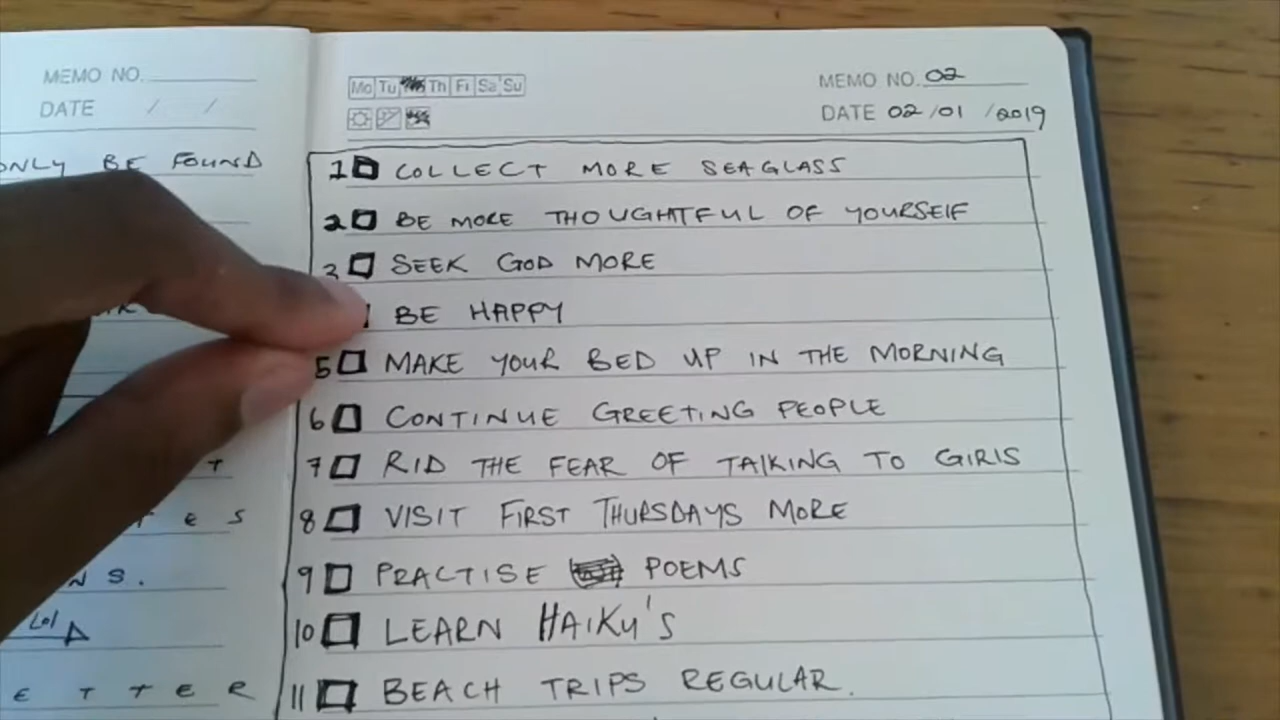 MEMO NO.
DATE / /
ONLY BE FOUND
Lol
E T T E R
Mo Tu Th Fi Sa Su
MEMO NO. 02
DATE 02/01/2019
1 COLLECT MORE SEAGLASS
2 BE MORE THOUGHTFUL OF YOURSELF
3 SEEK GOD MORE
BE HAPPY
5 MAKE YOUR BED UP IN THE MORNING
6 CONTINUE GREETING PEOPLE
7 RID THE FEAR OF TALKING TO GIRLS
8 VISIT FIRST THURSDAYS MORE
9 PRACTISE POEMS
10 LEARN HAIKU'S
11 BEACH TRIPS REGULAR.